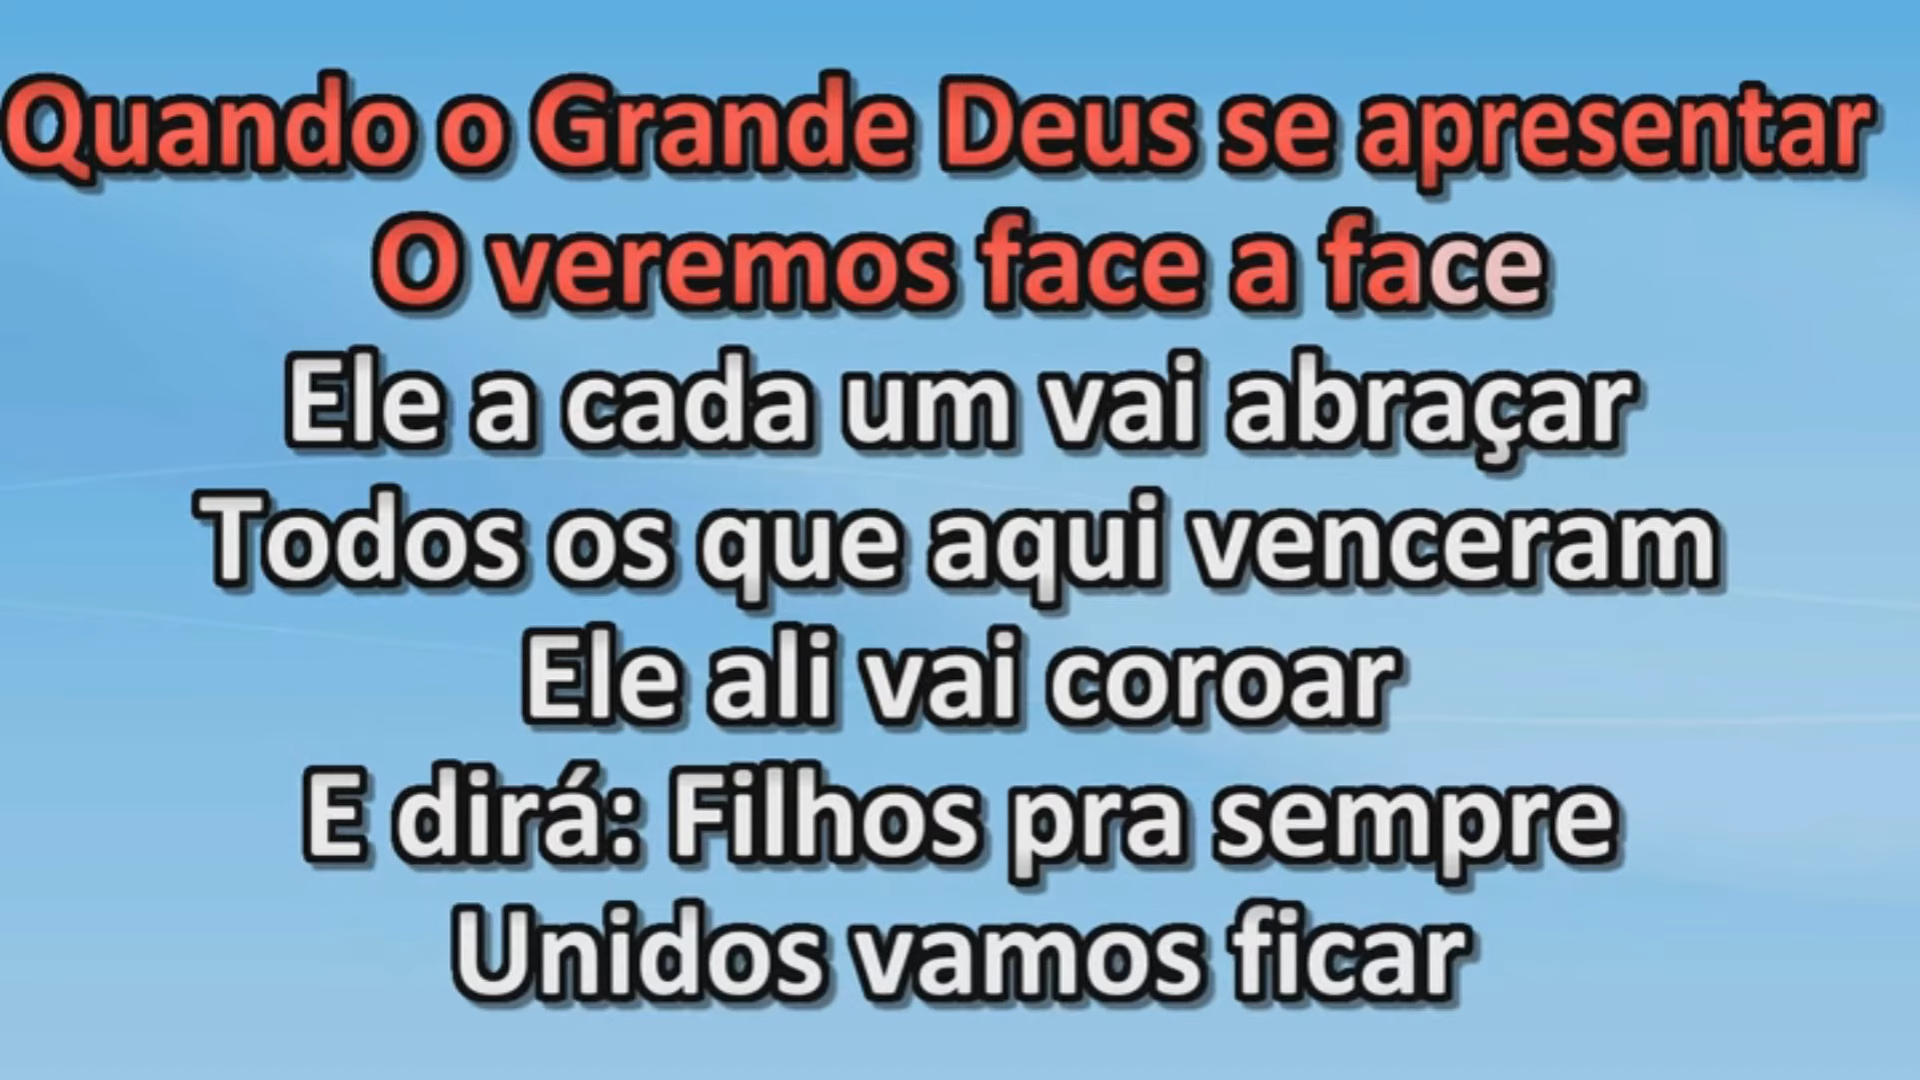 Quando o Grande Deus se apresentar
O veremos face a face
Ele a cada um vai abraçar
Todos os que aqui venceram
Ele ali vai coroar
E dirá: Filhos pra sempre
Unidos vamos ficar